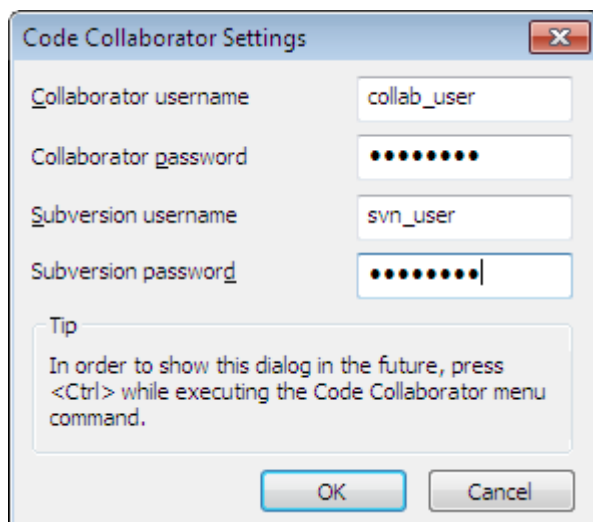 Code Collaborator Settings
Collaborator username
collab_user
Collaborator password
●●●●●●●●
Subversion username
svn_user
Subversion password
●●●●●●●●
Tip
In order to show this dialog in the future, press
<Ctrl> while executing the Code Collaborator menu
command.
OK
Cancel